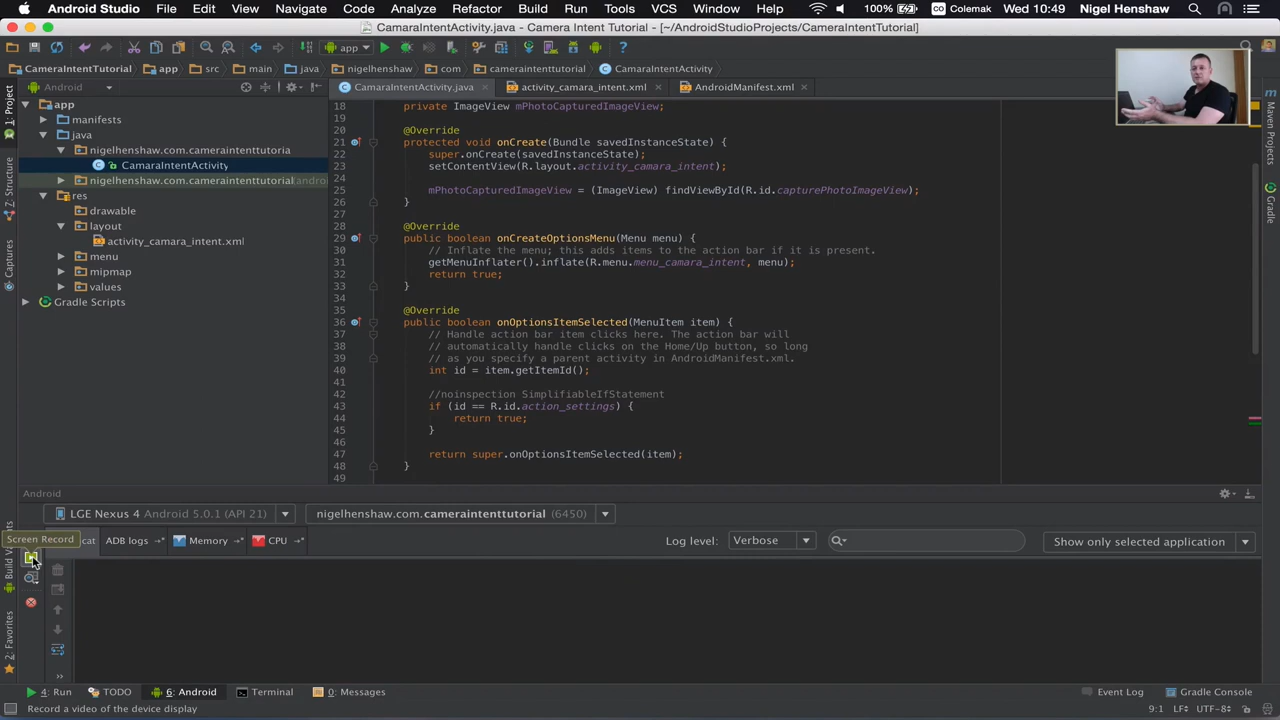 Android Studio File Edit View Navigate Code Analyze Refactor Build Run Tools VCS Window Help 100% Colemak Wed 10:49 Nigel Henshaw
CamaraIntentActivity.java - Camera Intent Tutorial - [~/AndroidStudioProjects/CameraIntentTutorial]
app
CameraIntentTutorial app src main java nigelhenshaw com cameraintenttutorial CamaraIntentActivity
Android CamaraIntentActivity.java activity_camara_intent.xml AndroidManifest.xml
app
manifests
java
nigelhenshaw.com.cameraintenttutoria
CamaraIntentActivity
nigelhenshaw.com.cameraintenttutorial
res
drawable
layout
activity_camara_intent.xml
menu
mipmap
values
Gradle Scripts
1: Project
7: Structure
Captures
2: Favorites
Maven Projects
Gradle
18 private ImageView mPhotoCapturedImageView;
19
20 @Override
21 protected void onCreate(Bundle savedInstanceState) {
22 super.onCreate(savedInstanceState);
23 setContentView(R.layout.activity_camara_intent);
24
25 mPhotoCapturedImageView = (ImageView) findViewById(R.id.capturePhotoImageView);
26 }
27
28 @Override
29 public boolean onCreateOptionsMenu(Menu menu) {
30 // Inflate the menu; this adds items to the action bar if it is present.
31 getMenuInflater().inflate(R.menu.menu_camara_intent, menu);
32 return true;
33 }
34
35 @Override
36 public boolean onOptionsItemSelected(MenuItem item) {
37 // Handle action bar item clicks here. The action bar will
38 // automatically handle clicks on the Home/Up button, so long
39 // as you specify a parent activity in AndroidManifest.xml.
40 int id = item.getItemId();
41
42 //noinspection SimplifiableIfStatement
43 if (id == R.id.action_settings) {
44 return true;
45 }
46
47 return super.onOptionsItemSelected(item);
48 }
49
Android
LGE Nexus 4 Android 5.0.1 (API 21) nigelhenshaw.com.cameraintenttutorial (6450)
Screen Record cat ADB logs Memory CPU Log level: Verbose Show only selected application
4: Run TODO 6: Android Terminal 0: Messages Event Log Gradle Console
Record a video of the device display 9:1 LF UTF-8